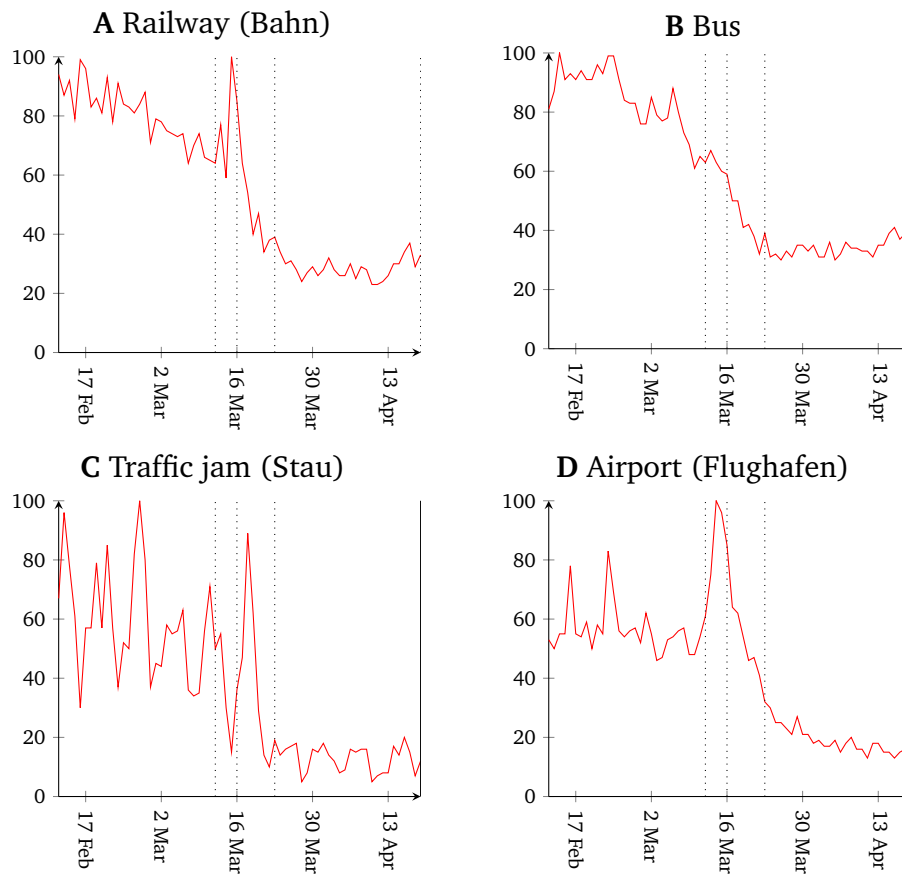 A Railway (Bahn)
100
80
60
40
20
0
17 Feb
2 Mar
16 Mar
30 Mar
13 Apr
B Bus
100
80
60
40
20
0
17 Feb
2 Mar
16 Mar
30 Mar
13 Apr
C Traffic jam (Stau)
100
80
60
40
20
0
17 Feb
2 Mar
16 Mar
30 Mar
13 Apr
D Airport (Flughafen)
100
80
60
40
20
0
17 Feb
2 Mar
16 Mar
30 Mar
13 Apr